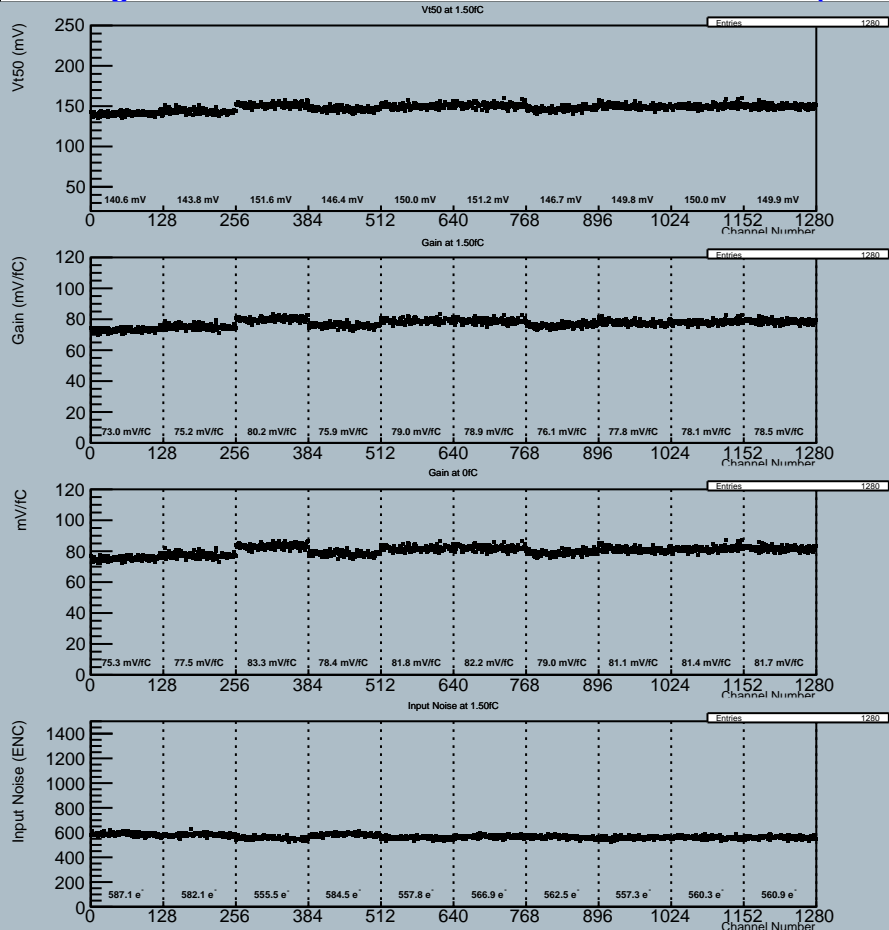 Vt50 at 1.50fC
Entries 1280
Vt50 (mV)
250
200
150
100
50
140.6 mV 143.8 mV 151.6 mV 146.4 mV 150.0 mV 151.2 mV 146.7 mV 149.8 mV 150.0 mV 149.9 mV
0 128 256 384 512 640 768 896 1024 1152 1280
Channel Number
Gain at 1.50fC
Entries 1280
Gain (mV/fC)
120
100
80
60
40
20
0
73.0 mV/fC 75.2 mV/fC 80.2 mV/fC 75.9 mV/fC 79.0 mV/fC 78.9 mV/fC 76.1 mV/fC 77.8 mV/fC 78.1 mV/fC 78.5 mV/fC
0 128 256 384 512 640 768 896 1024 1152 1280
Channel Number
Gain at 0fC
Entries 1280
mV/fC
120
100
80
60
40
20
0
75.3 mV/fC 77.5 mV/fC 83.3 mV/fC 78.4 mV/fC 81.8 mV/fC 82.2 mV/fC 79.0 mV/fC 81.1 mV/fC 81.4 mV/fC 81.7 mV/fC
0 128 256 384 512 640 768 896 1024 1152 1280
Channel Number
Input Noise at 1.50fC
Entries 1280
Input Noise (ENC)
1400
1200
1000
800
600
400
200
0
587.1 e⁻ 582.1 e⁻ 555.5 e⁻ 584.5 e⁻ 557.8 e⁻ 566.9 e⁻ 562.5 e⁻ 557.3 e⁻ 560.3 e⁻ 560.9 e⁻
0 128 256 384 512 640 768 896 1024 1152 1280
Channel Number